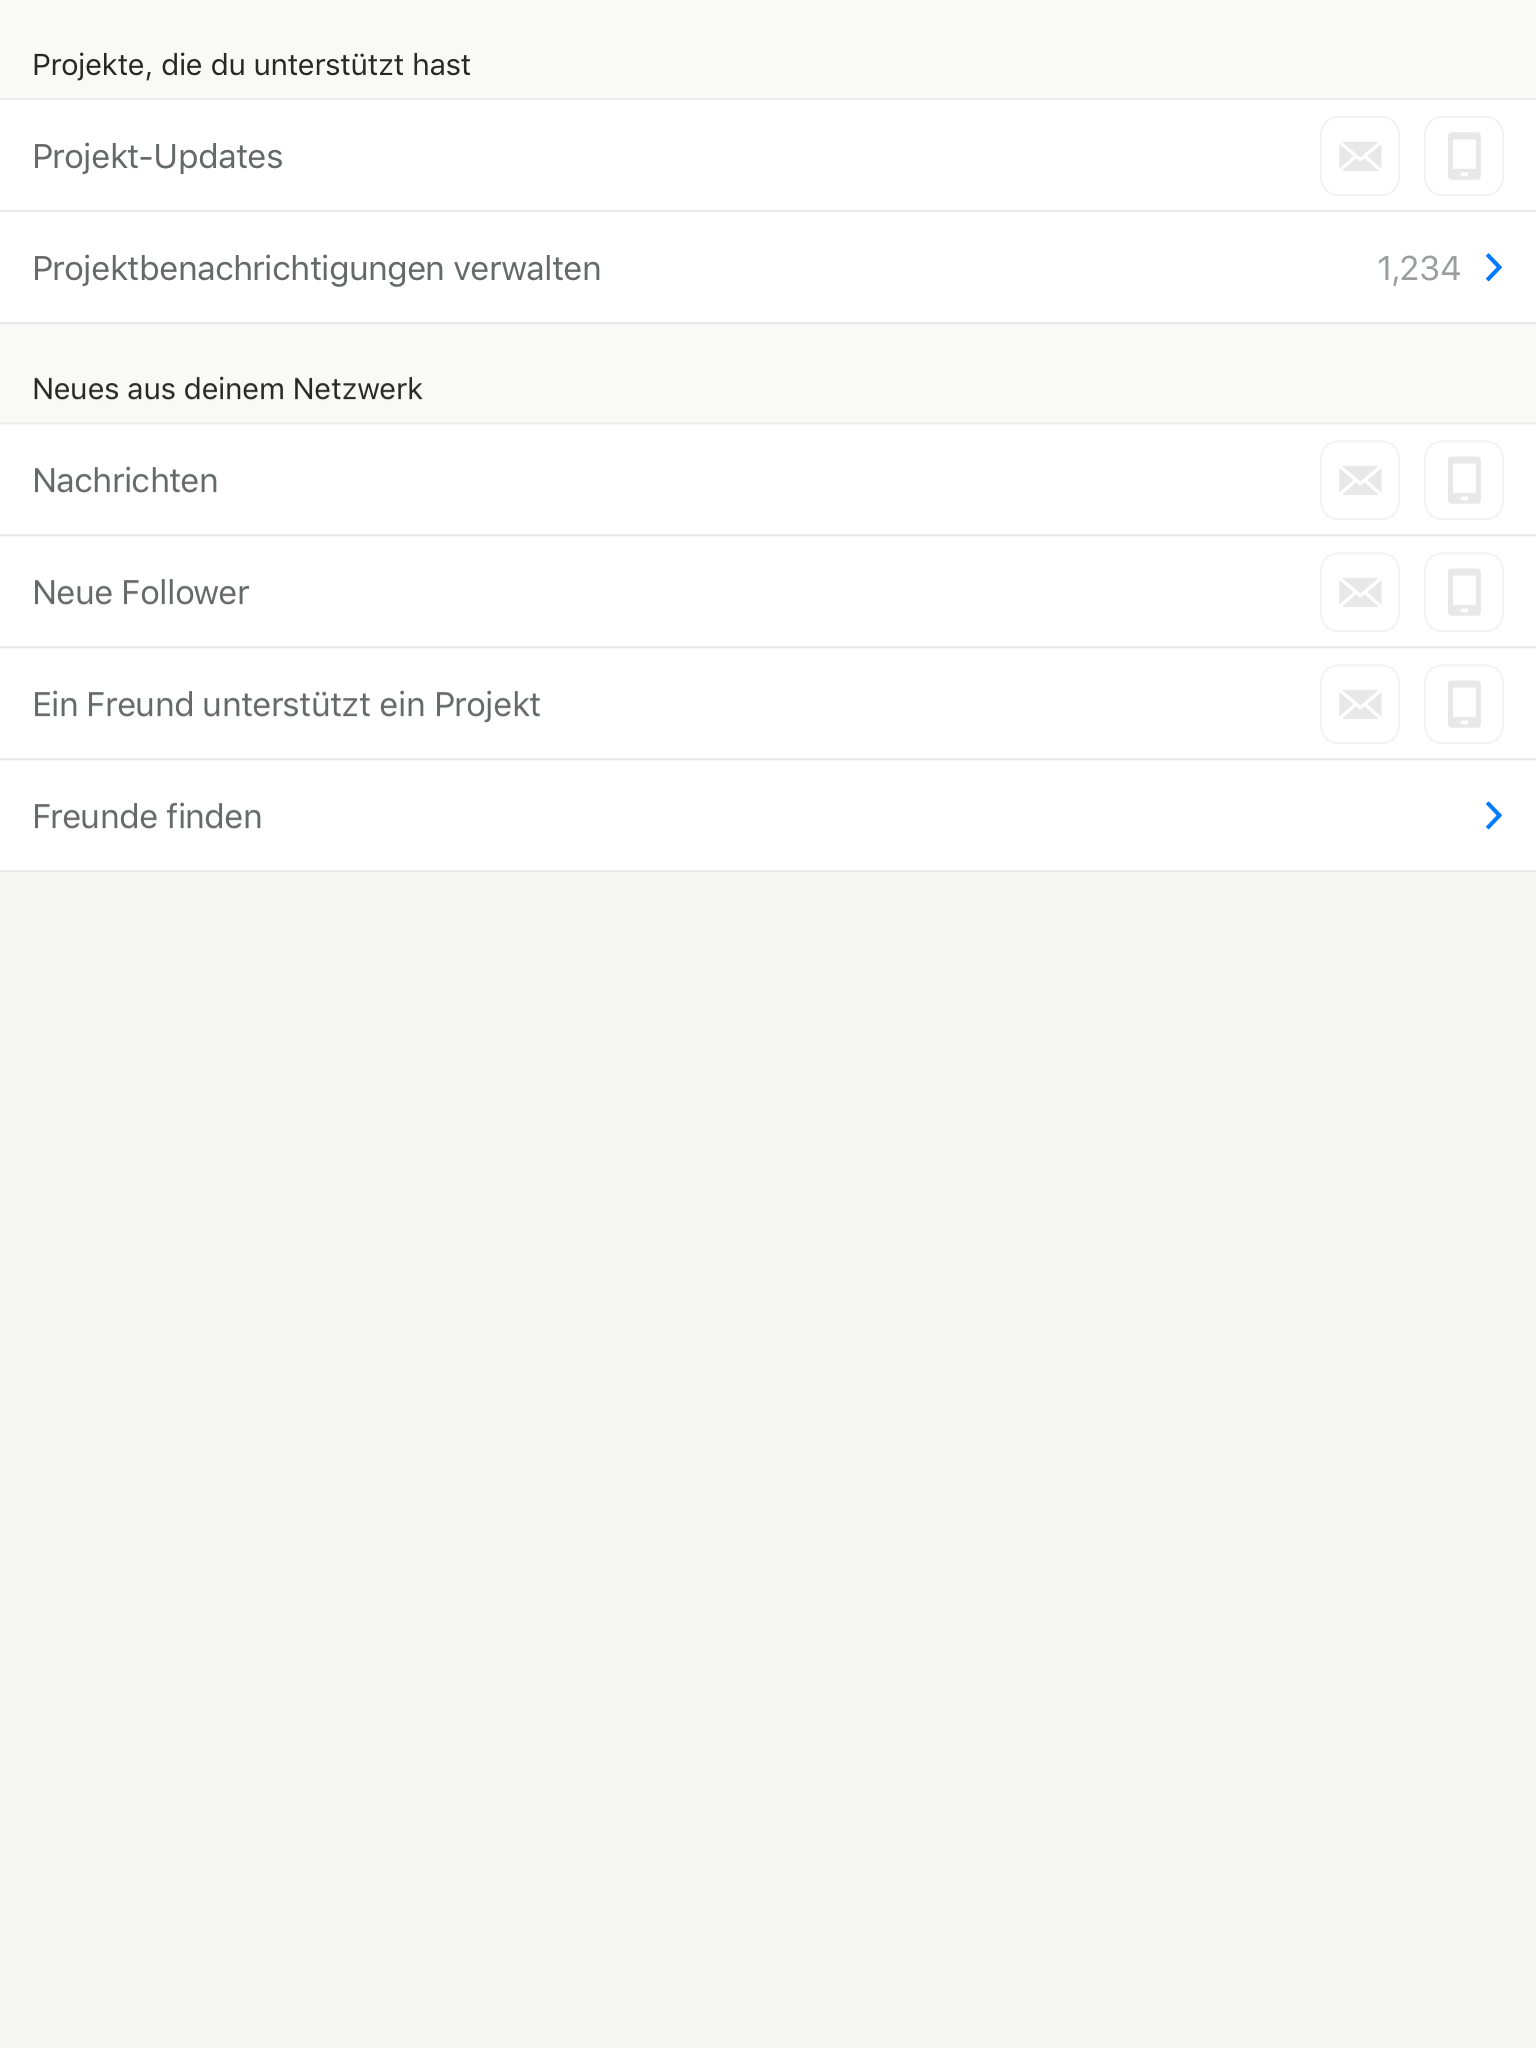 Projekte, die du unterstützt hast
Projekt-Updates
Projektbenachrichtigungen verwalten 1,234
Neues aus deinem Netzwerk
Nachrichten
Neue Follower
Ein Freund unterstützt ein Projekt
Freunde finden